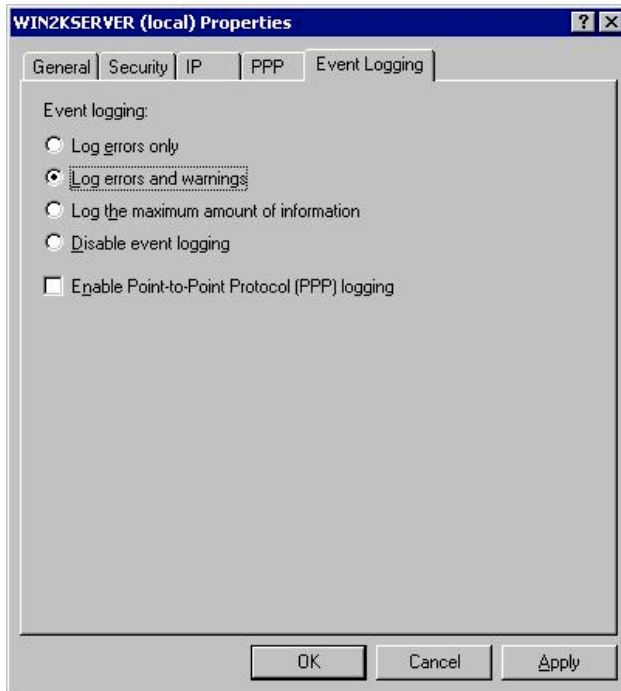 WIN2KSERVER (local) Properties ? X
General Security IP PPP Event Logging
Event logging:
Log errors only
Log errors and warnings
Log the maximum amount of information
Disable event logging
Enable Point-to-Point Protocol (PPP) logging
OK Cancel Apply